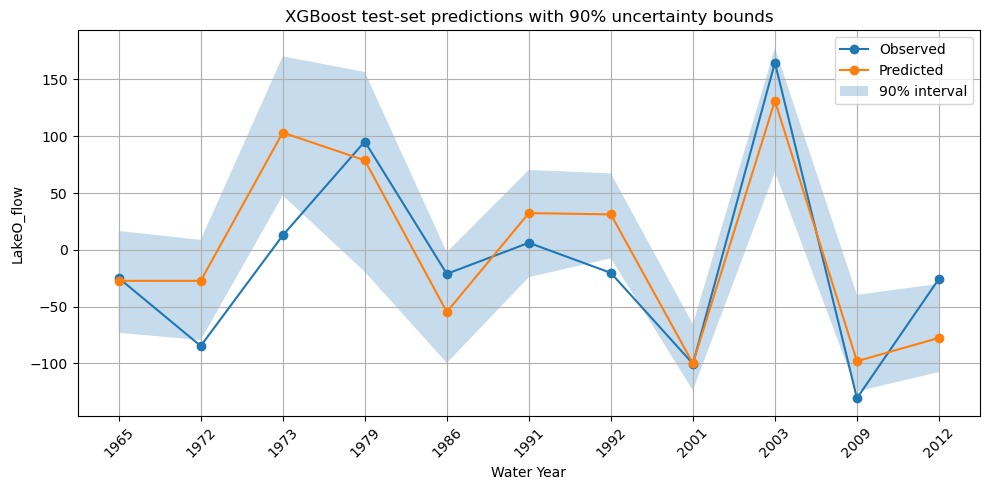 XGBoost test-set predictions with 90% uncertainty bounds
Observed
Predicted
90% interval
LakeO_flow
150
100
50
0
−50
−100
1965
1972
1973
1979
1986
1991
1992
2001
2003
2009
2012
Water Year